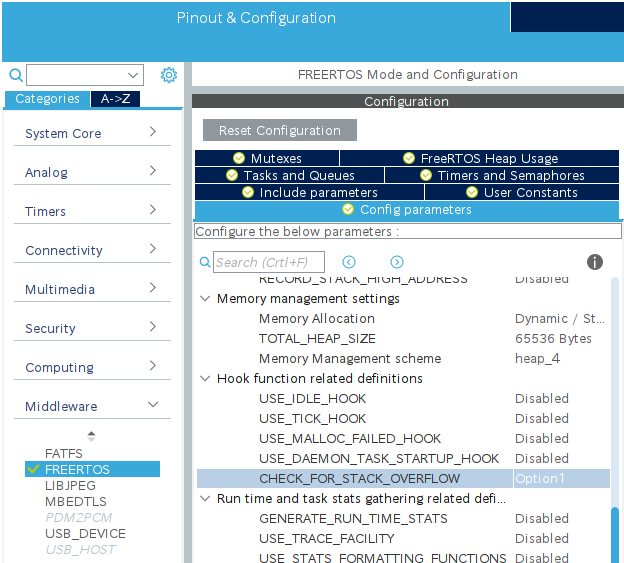 Pinout & Configuration
FREERTOS Mode and Configuration
Categories A->Z
Configuration
System Core
Analog
Timers
Connectivity
Multimedia
Security
Computing
Middleware
FATFS
FREERTOS
LIBJPEG
MBEDTLS
PDM2PCM
USB_DEVICE
USB_HOST
Reset Configuration
Mutexes FreeRTOS Heap Usage
Tasks and Queues Timers and Semaphores
Include parameters User Constants
Config parameters
Configure the below parameters :
Search (Crtl+F)
RECORD_STACK_HIGH_ADDRESS Disabled
Memory management settings
Memory Allocation Dynamic / St...
TOTAL_HEAP_SIZE 65536 Bytes
Memory Management scheme heap_4
Hook function related definitions
USE_IDLE_HOOK Disabled
USE_TICK_HOOK Disabled
USE_MALLOC_FAILED_HOOK Disabled
USE_DAEMON_TASK_STARTUP_HOOK Disabled
CHECK_FOR_STACK_OVERFLOW Option1
Run time and task stats gathering related defi...
GENERATE_RUN_TIME_STATS Disabled
USE_TRACE_FACILITY Disabled
USE_STATS_FORMATTING_FUNCTIONS Disabled